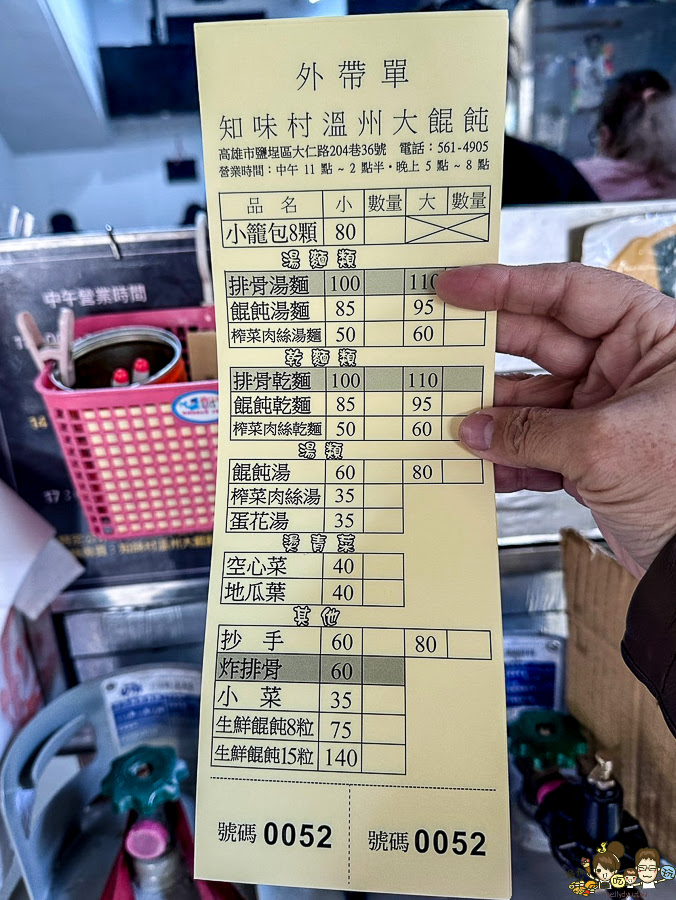 外帶單
知味村溫州大餛飩
高雄市鹽埕區大仁路204巷36號 電話：561-4905
營業時間：中午 11 點 ~ 2 點半・晚上 5 點 ~ 8 點
品名 小 數量 大 數量
小籠包8顆 80
湯麵類
排骨湯麵 100 110
餛飩湯麵 85 95
榨菜肉絲湯麵 50 60
乾麵類
排骨乾麵 100 110
餛飩乾麵 85 95
榨菜肉絲乾麵 50 60
湯類
餛飩湯 60 80
榨菜肉絲湯 35
蛋花湯 35
燙青菜
空心菜 40
地瓜葉 40
其他
抄手 60 80
炸排骨 60
小菜 35
生鮮餛飩8粒 75
生鮮餛飩15粒 140
號碼 0052 號碼 0052
中午營業時間